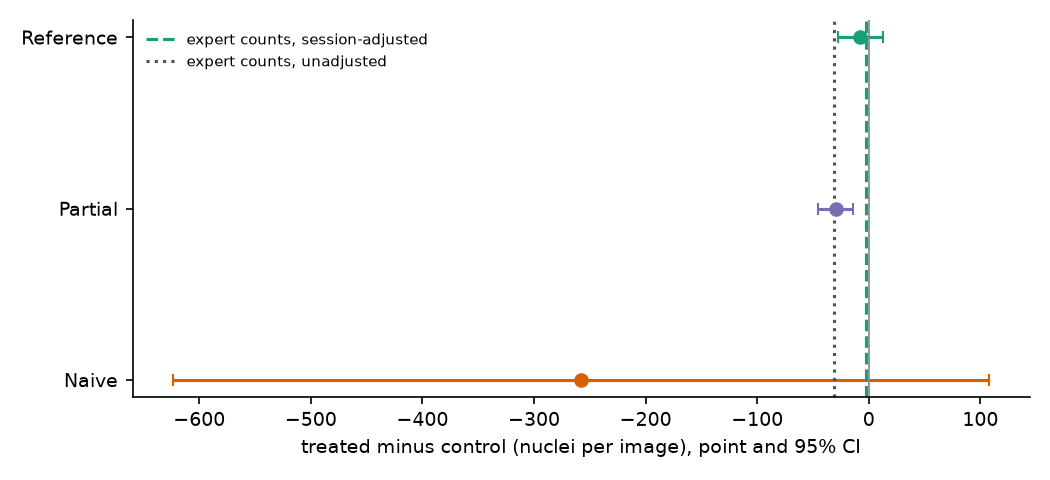 Reference
expert counts, session-adjusted
expert counts, unadjusted
Partial
Naive
−600 −500 −400 −300 −200 −100 0 100
treated minus control (nuclei per image), point and 95% CI